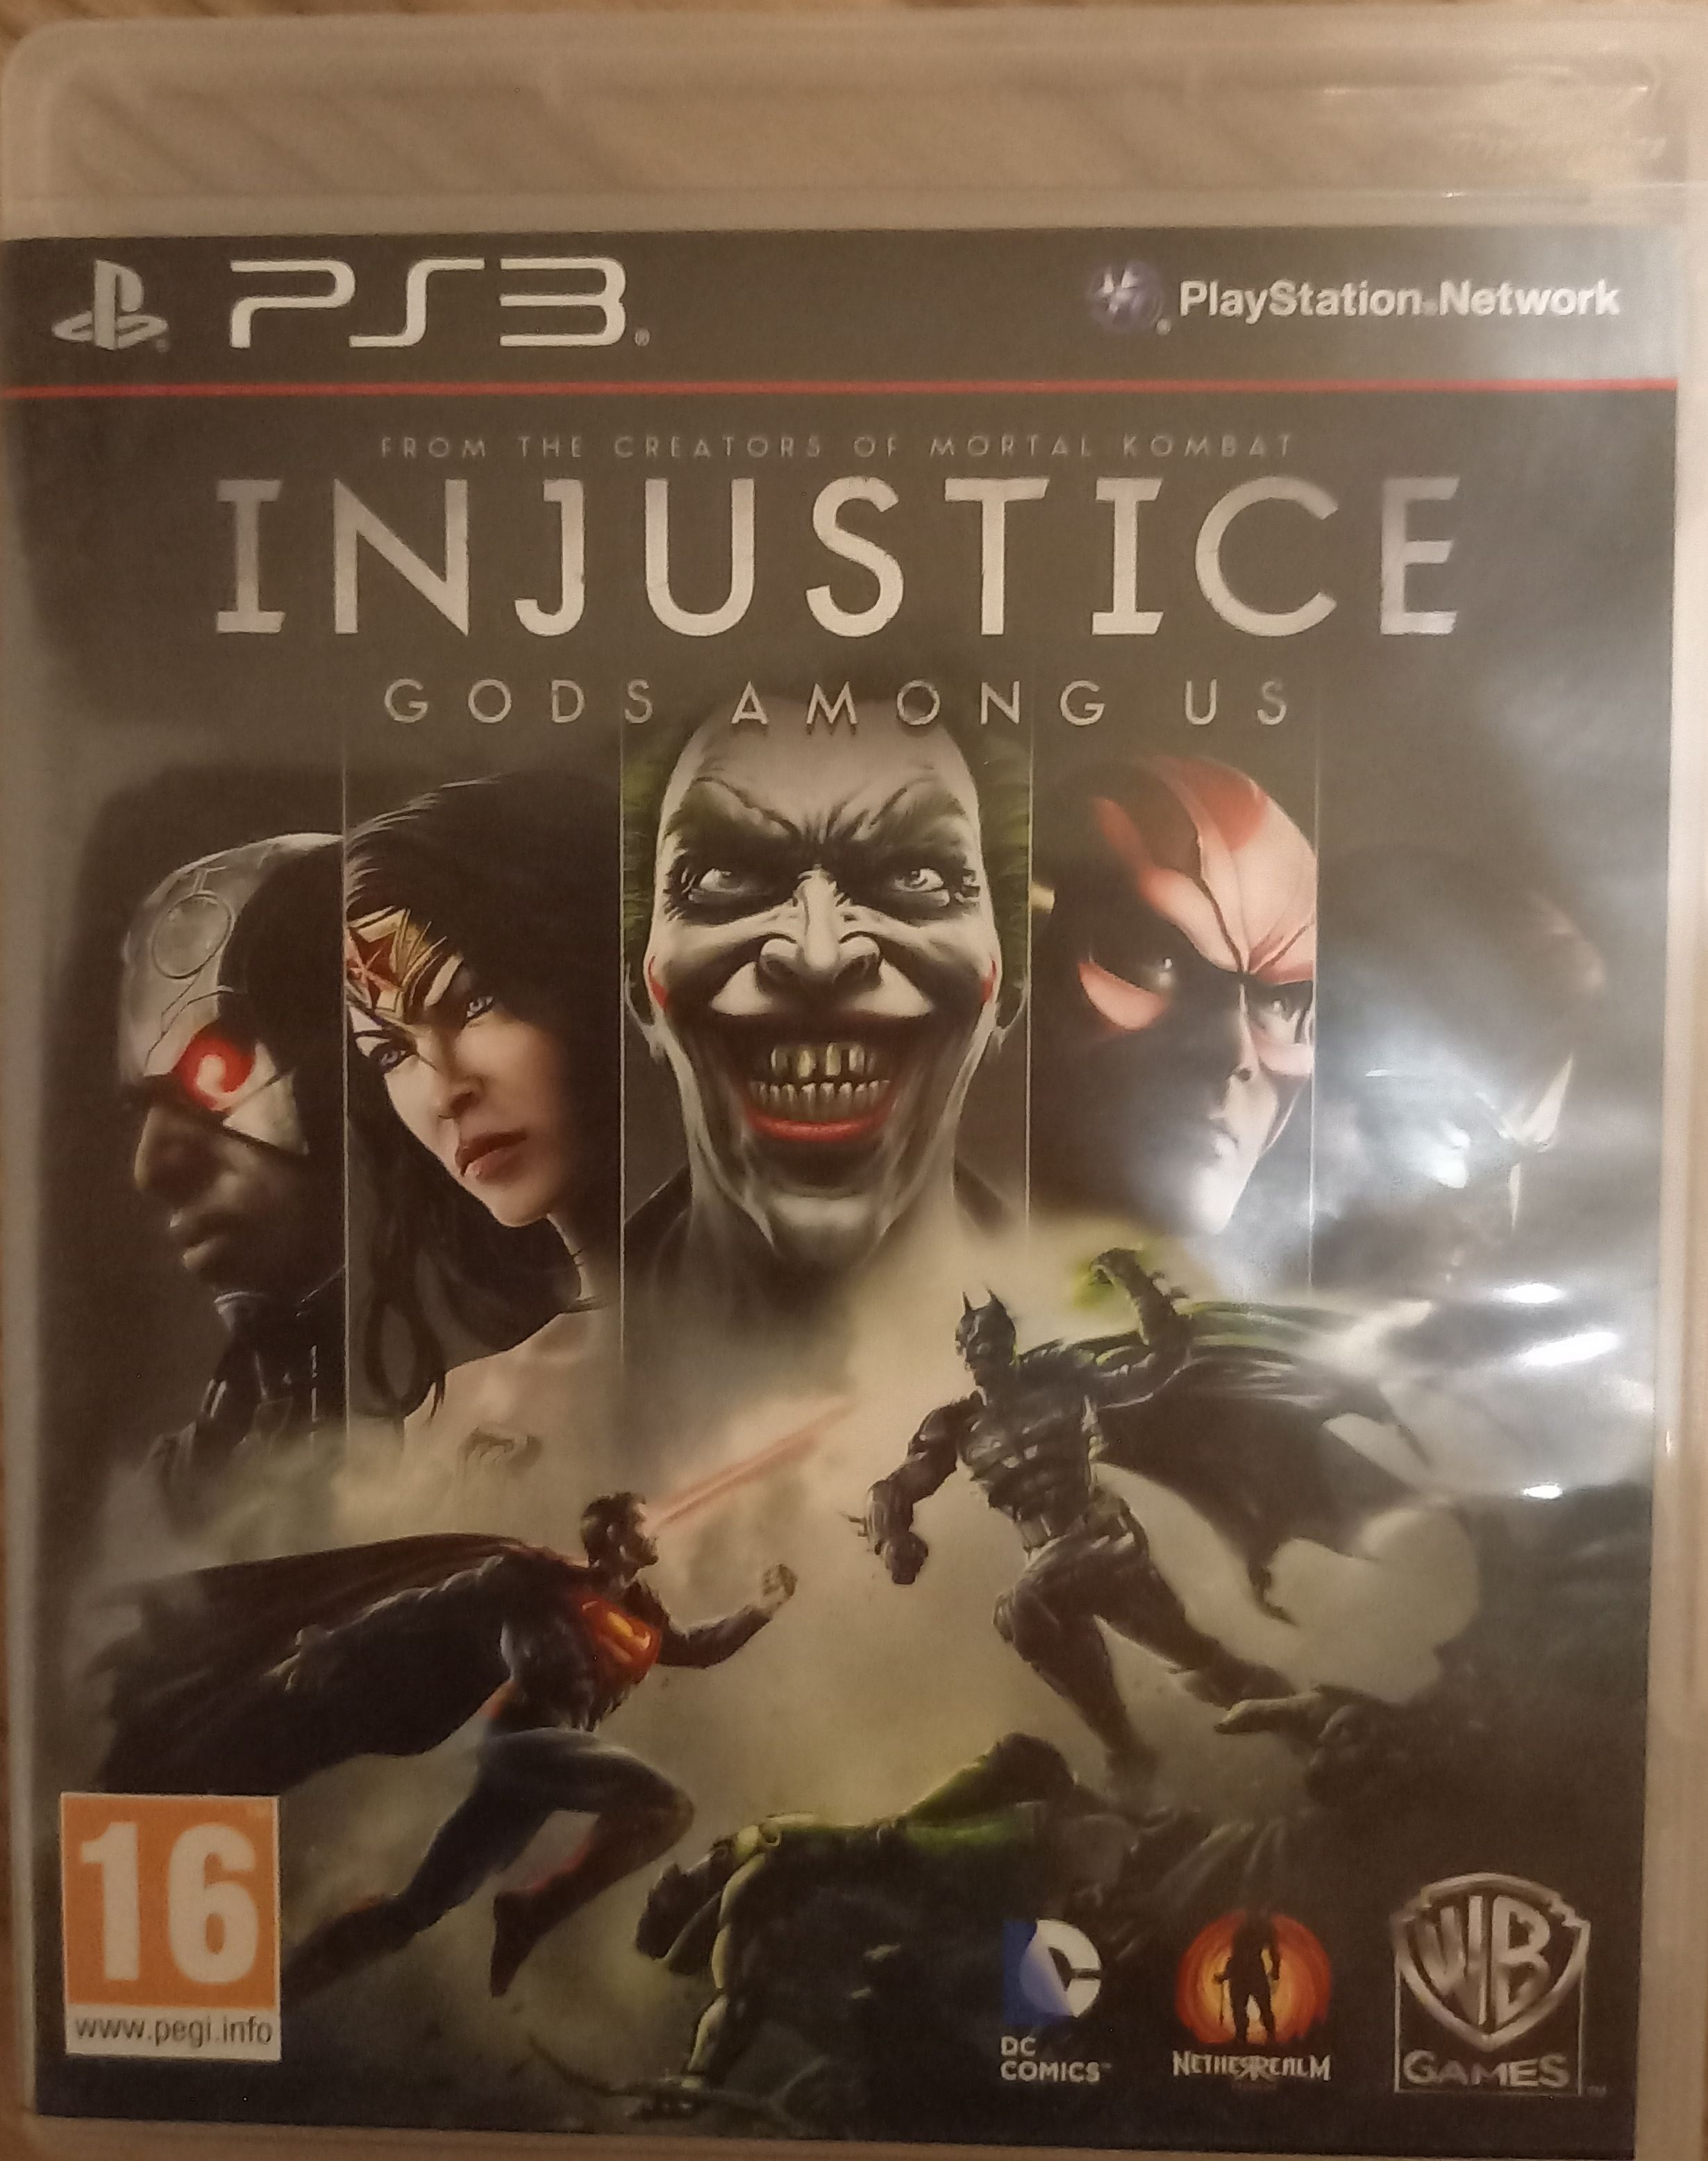 PS3
PlayStation Network
FROM THE CREATORS OF MORTAL KOMBAT
INJUSTICE
GODS AMONG US
16
www.pegi.info
DC
COMICS™
NETHERREALM
WB
GAMES